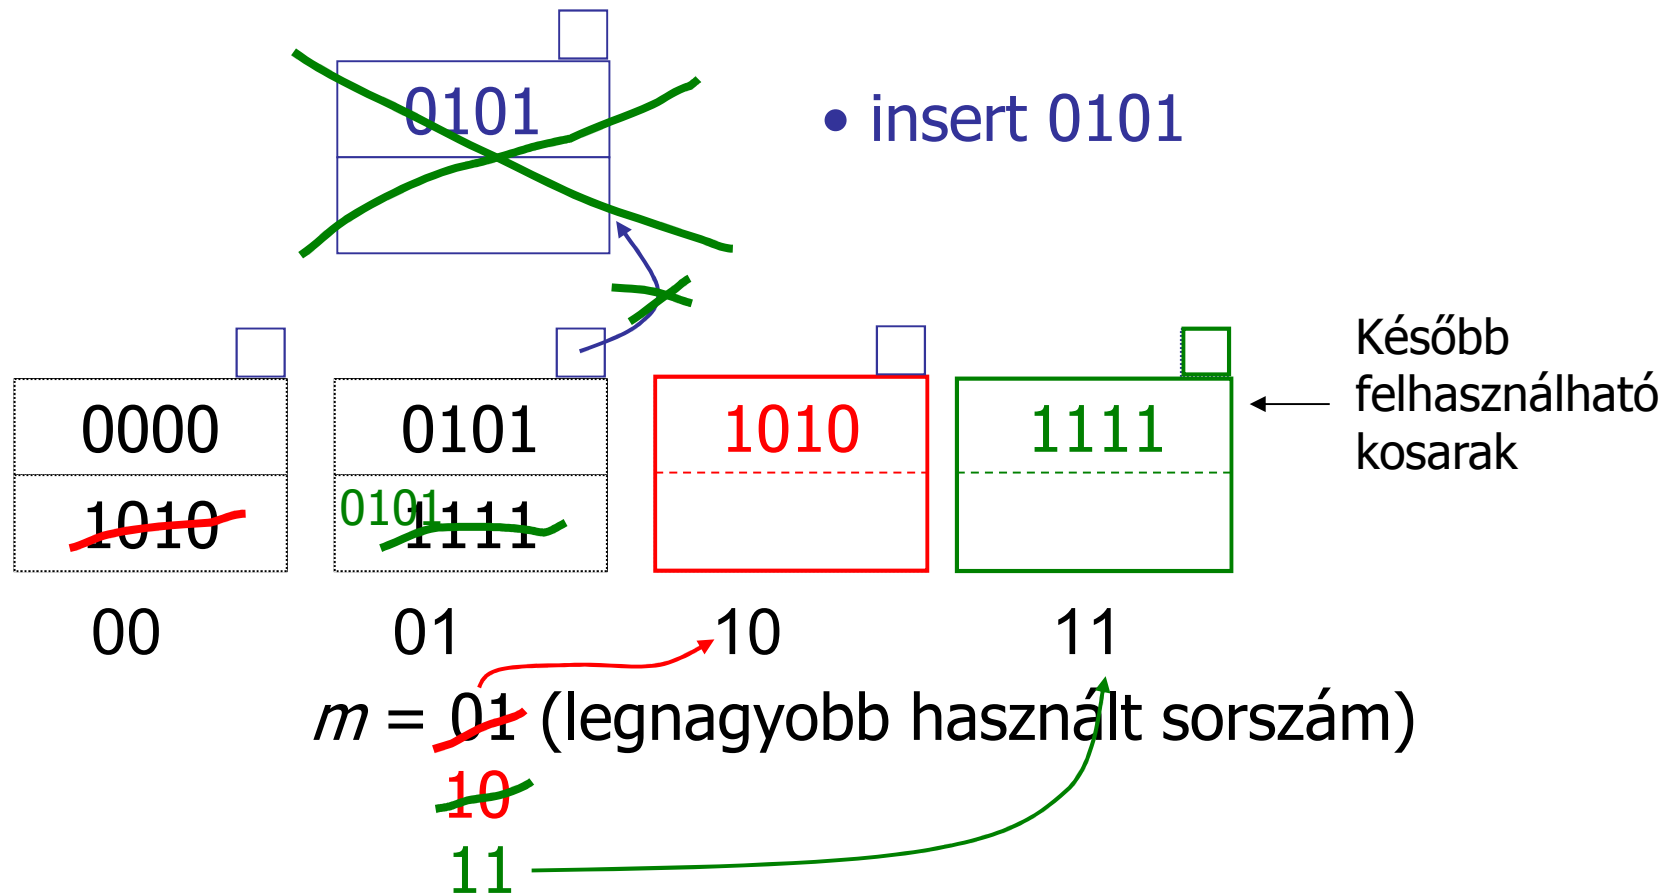 0101
• insert 0101
0000 0101 1010 1111
1010 0101 1111
Később
felhasználható
kosarak
00 01 10 11
m = 01 (legnagyobb használt sorszám)
10
11